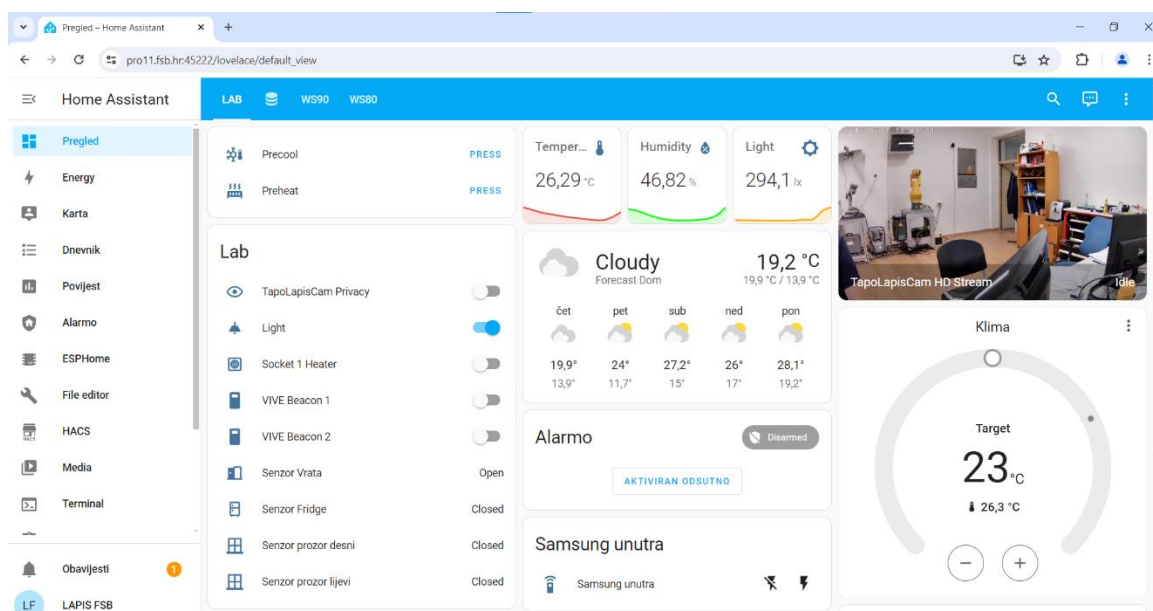 Pregled – Home Assistant
pro11.fsb.hr:45222/lovelace/default_view
Home Assistant
LAB WS90 WS80
Pregled
Energy
Karta
Dnevnik
Povijest
Alarmo
ESPHome
File editor
HACS
Media
Terminal
Obavijesti 1
LF LAPIS FSB
Precool PRESS
Preheat PRESS
Lab
TapoLapisCam Privacy
Light
Socket 1 Heater
VIVE Beacon 1
VIVE Beacon 2
Senzor Vrata Open
Senzor Fridge Closed
Senzor prozor desni Closed
Senzor prozor lijevi Closed
Temper...
26,29 °C
Humidity
46,82 %
Light
294,1 lx
Cloudy 19,2 °C
Forecast Dom 19,9 °C / 13,9 °C
čet pet sub ned pon
19,9° 24° 27,2° 26° 28,1°
13,9° 11,7° 15° 17° 19,2°
Alarmo Disarmed
AKTIVIRAN ODSUTNO
Samsung unutra
Samsung unutra
TapoLapisCam HD Stream Idle
Klima
Target
23 °C
26,3 °C